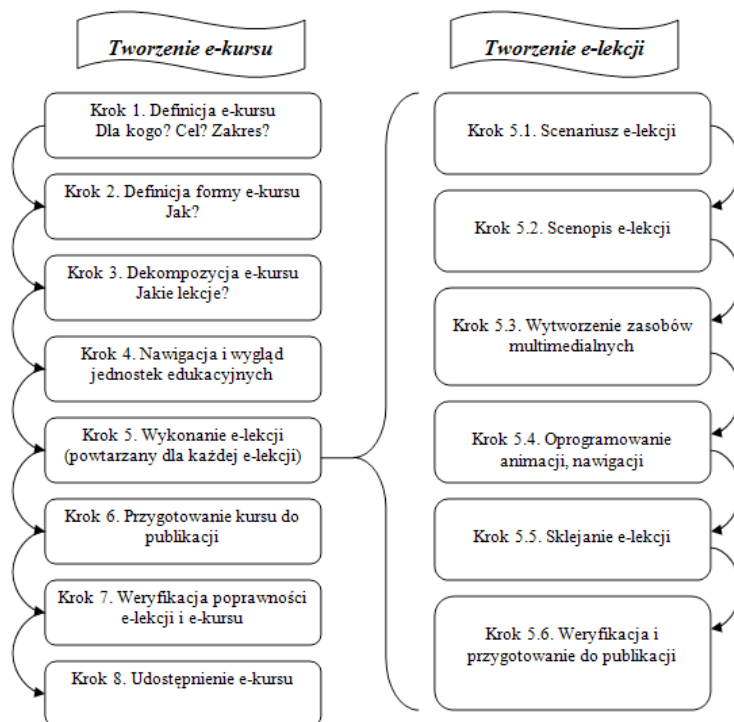 Tworzenie e-kursu
Krok 1. Definicja e-kursu
Dla kogo? Cel? Zakres?
Krok 2. Definicja formy e-kursu
Jak?
Krok 3. Dekompozycja e-kursu
Jakie lekcje?
Krok 4. Nawigacja i wygląd
jednostek edukacyjnych
Krok 5. Wykonanie e-lekcji
(powtarzany dla każdej e-lekcji)
Krok 6. Przygotowanie kursu do
publikacji
Krok 7. Weryfikacja poprawności
e-lekcji i e-kursu
Krok 8. Udostępnienie e-kursu
Tworzenie e-lekcji
Krok 5.1. Scenariusz e-lekcji
Krok 5.2. Scenopis e-lekcji
Krok 5.3. Wytworzenie zasobów
multimedialnych
Krok 5.4. Oprogramowanie
animacji, nawigacji
Krok 5.5. Sklejanie e-lekcji
Krok 5.6. Weryfikacja i
przygotowanie do publikacji